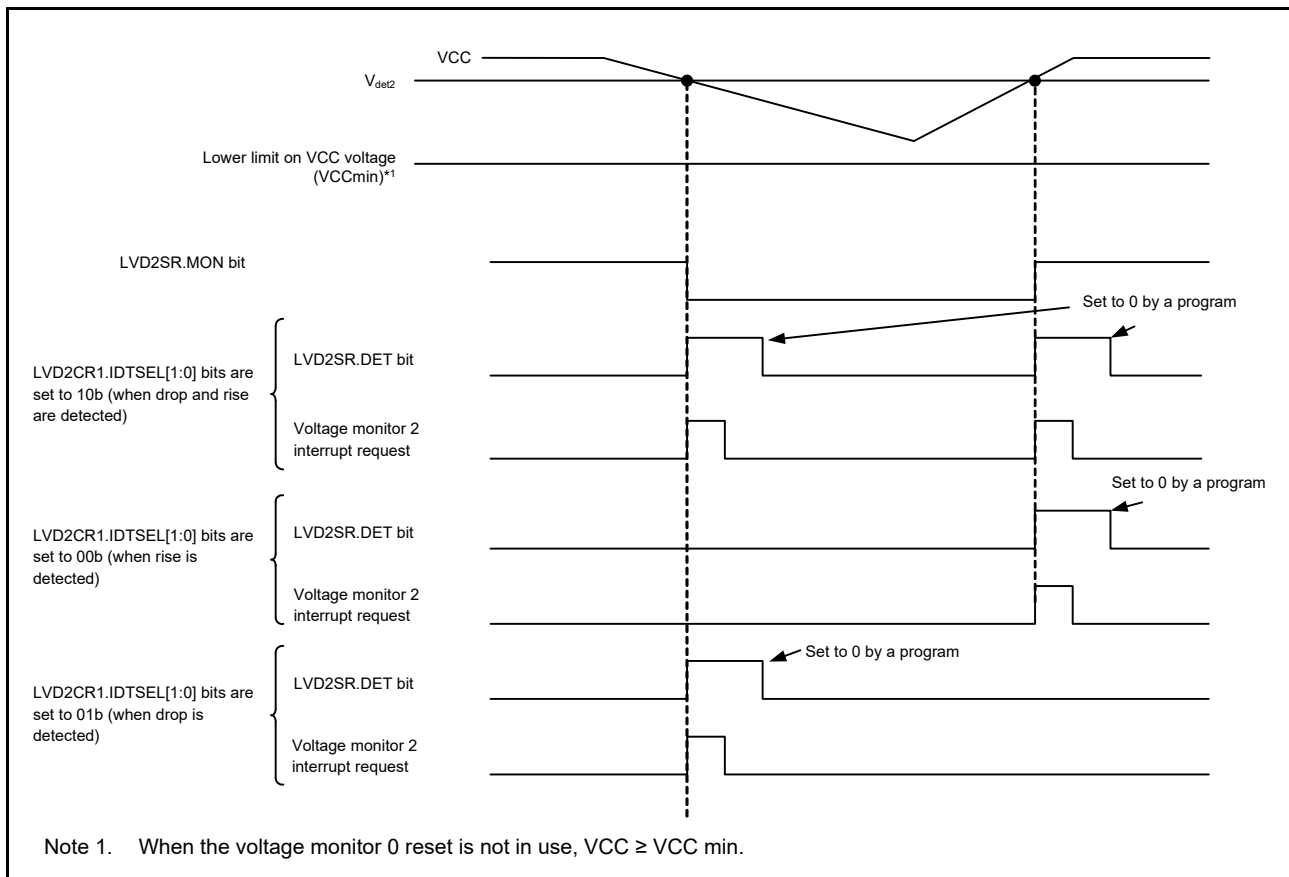 VCC
Vdet2
Lower limit on VCC voltage
(VCCmin)*1
LVD2SR.MON bit
Set to 0 by a program
LVD2CR1.IDTSEL[1:0] bits are
set to 10b (when drop and rise
are detected)
LVD2SR.DET bit
Voltage monitor 2
interrupt request
Set to 0 by a program
LVD2CR1.IDTSEL[1:0] bits are
set to 00b (when rise is
detected)
LVD2SR.DET bit
Voltage monitor 2
interrupt request
Set to 0 by a program
LVD2CR1.IDTSEL[1:0] bits are
set to 01b (when drop is
detected)
LVD2SR.DET bit
Voltage monitor 2
interrupt request
Note 1. When the voltage monitor 0 reset is not in use, VCC ≥ VCC min.